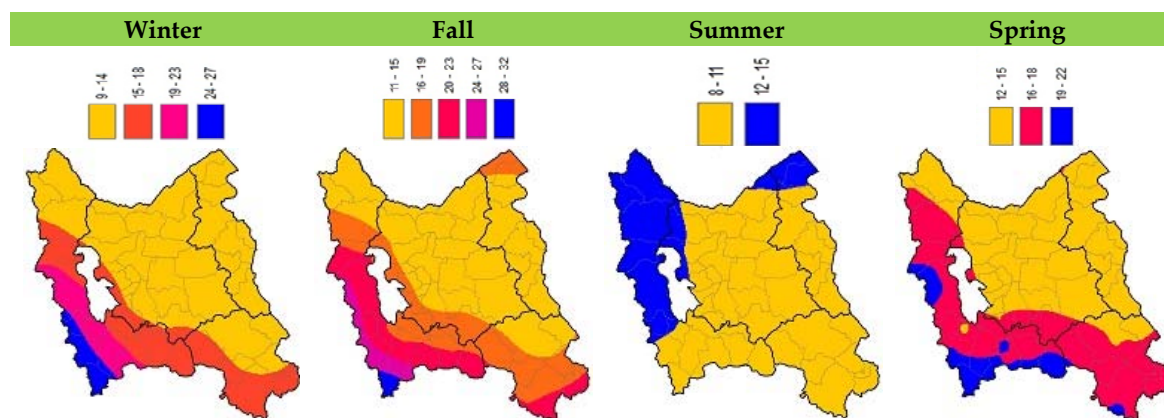 Winter Fall Summer Spring
9 - 14
15 - 18
19 - 23
24 - 27
11 - 15
16 - 19
20 - 23
24 - 27
28 - 32
8 - 11
12 - 15
12 - 15
16 - 18
19 - 22